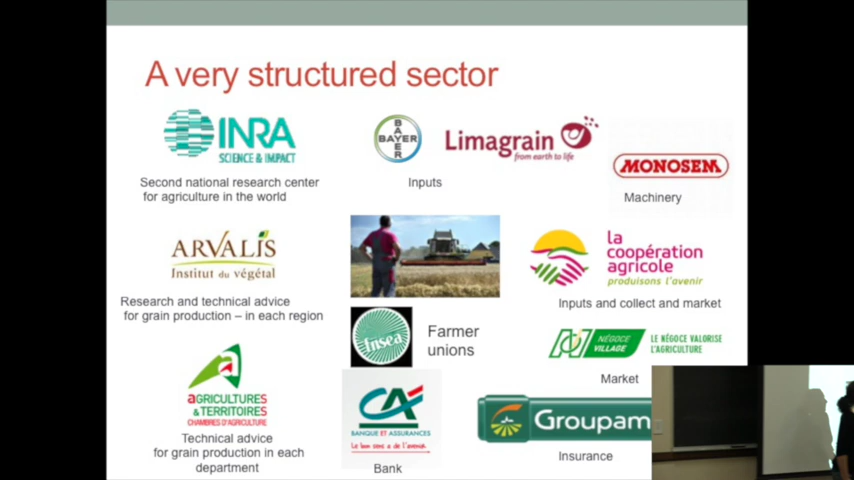 A very structured sector
INRA
SCIENCE & IMPACT
Second national research center
for agriculture in the world
BAYER
BAYER
Limagrain
from earth to life
Inputs
MONOSEM
Machinery
ARVALIS
Institut du végétal
Research and technical advice
for grain production – in each region
la
coopération
agricole
produisons l'avenir
Inputs and collect and market
fnsea
Farmer
unions
NÉGOCE
VILLAGE
LE NÉGOCE VALORISE
L'AGRICULTURE
Market
AGRICULTURES
& TERRITOIRES
CHAMBRES D'AGRICULTURE
Technical advice
for grain production in each
department
CA
BANQUE ET ASSURANCES
Le bon sens a de l'avenir
Bank
Groupam
Insurance